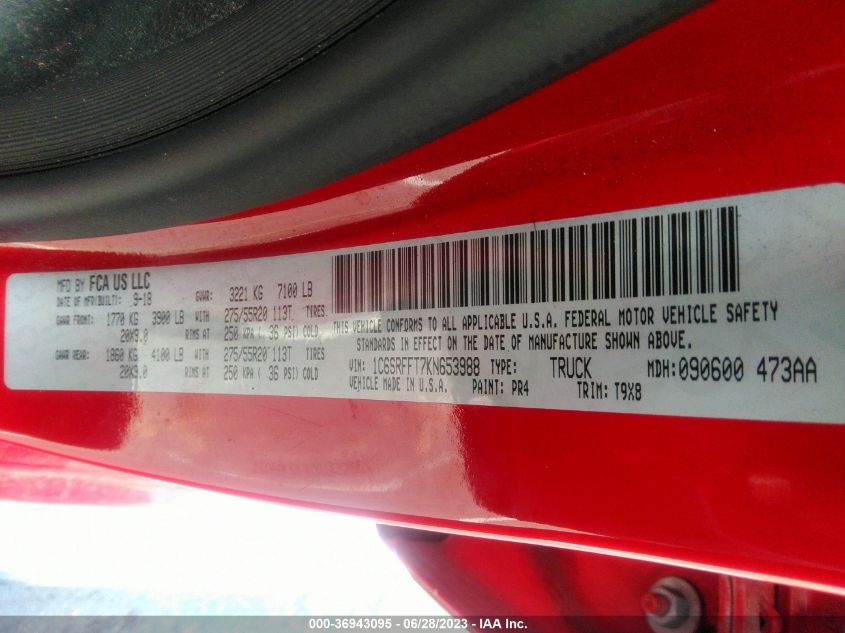 MFD BY FCA US LLC
DATE OF MFR(BUILT): 9-18 GVWR: 3221 KG 7100 LB
GAWR FRONT: 1770 KG 3900 LB WITH 275/55R20 113T TIRES.
20X9.0 RIMS AT 250 KPA ( 36 PSI) COLD
GAWR REAR: 1860 KG 4100 LB WITH 275/55R20 113T TIRES
20X9.0 RIMS AT 250 KPA ( 36 PSI) COLD
THIS VEHICLE CONFORMS TO ALL APPLICABLE U.S.A. FEDERAL MOTOR VEHICLE SAFETY
STANDARDS IN EFFECT ON THE DATE OF MANUFACTURE SHOWN ABOVE.
VIN: 1C6SRFFT7KN653988 TYPE: TRUCK MDH:090600 473AA
VEHICLE MADE IN U.S.A. PAINT: PR4 TRIM: T9X8
000-36943095 - 06/28/2023 - IAA Inc.